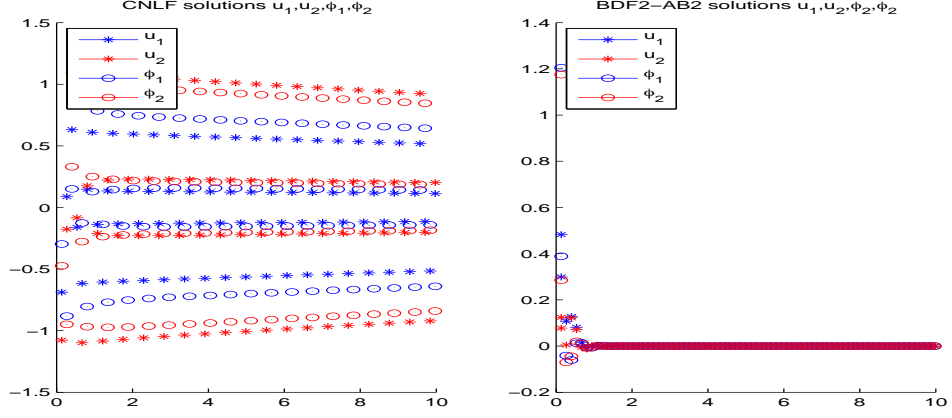 CNLF solutions u₁,u₂,ϕ₁,ϕ₂
1.5
1
0.5
0
−0.5
−1
−1.5
0
2
4
6
8
10
u₁
u₂
ϕ₁
ϕ₂
BDF2−AB2 solutions u₁,u₂,ϕ₂,ϕ₂
1.4
1.2
1
0.8
0.6
0.4
0.2
0
−0.2
0
2
4
6
8
10
u₁
u₂
ϕ₁
ϕ₂